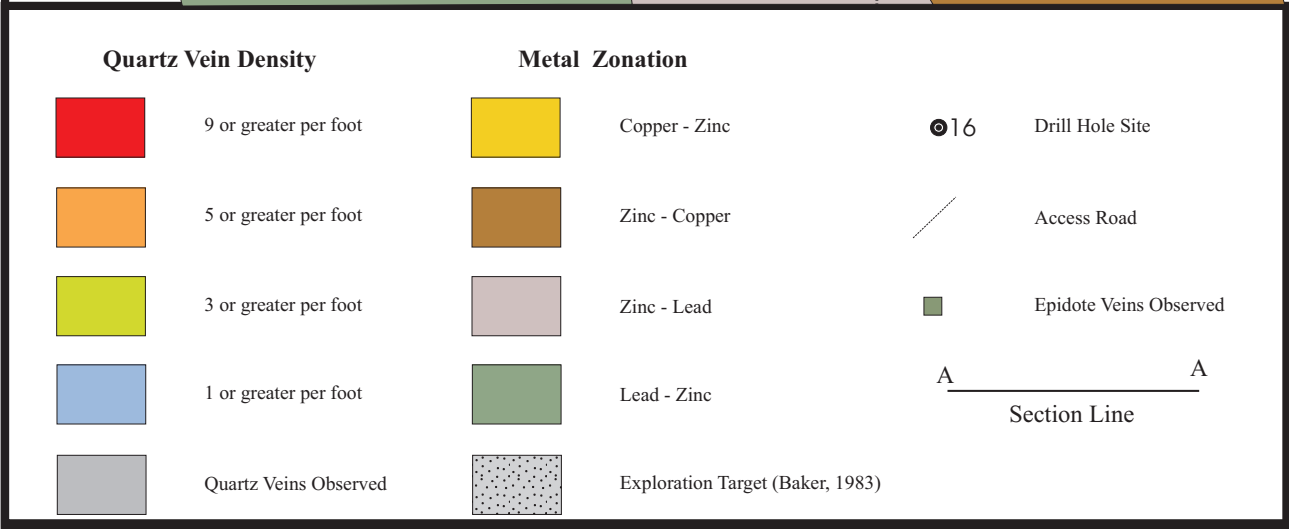 Quartz Vein Density
9 or greater per foot
5 or greater per foot
3 or greater per foot
1 or greater per foot
Quartz Veins Observed
Metal Zonation
Copper - Zinc
Zinc - Copper
Zinc - Lead
Lead - Zinc
Exploration Target (Baker, 1983)
16 Drill Hole Site
Access Road
Epidote Veins Observed
A A
Section Line